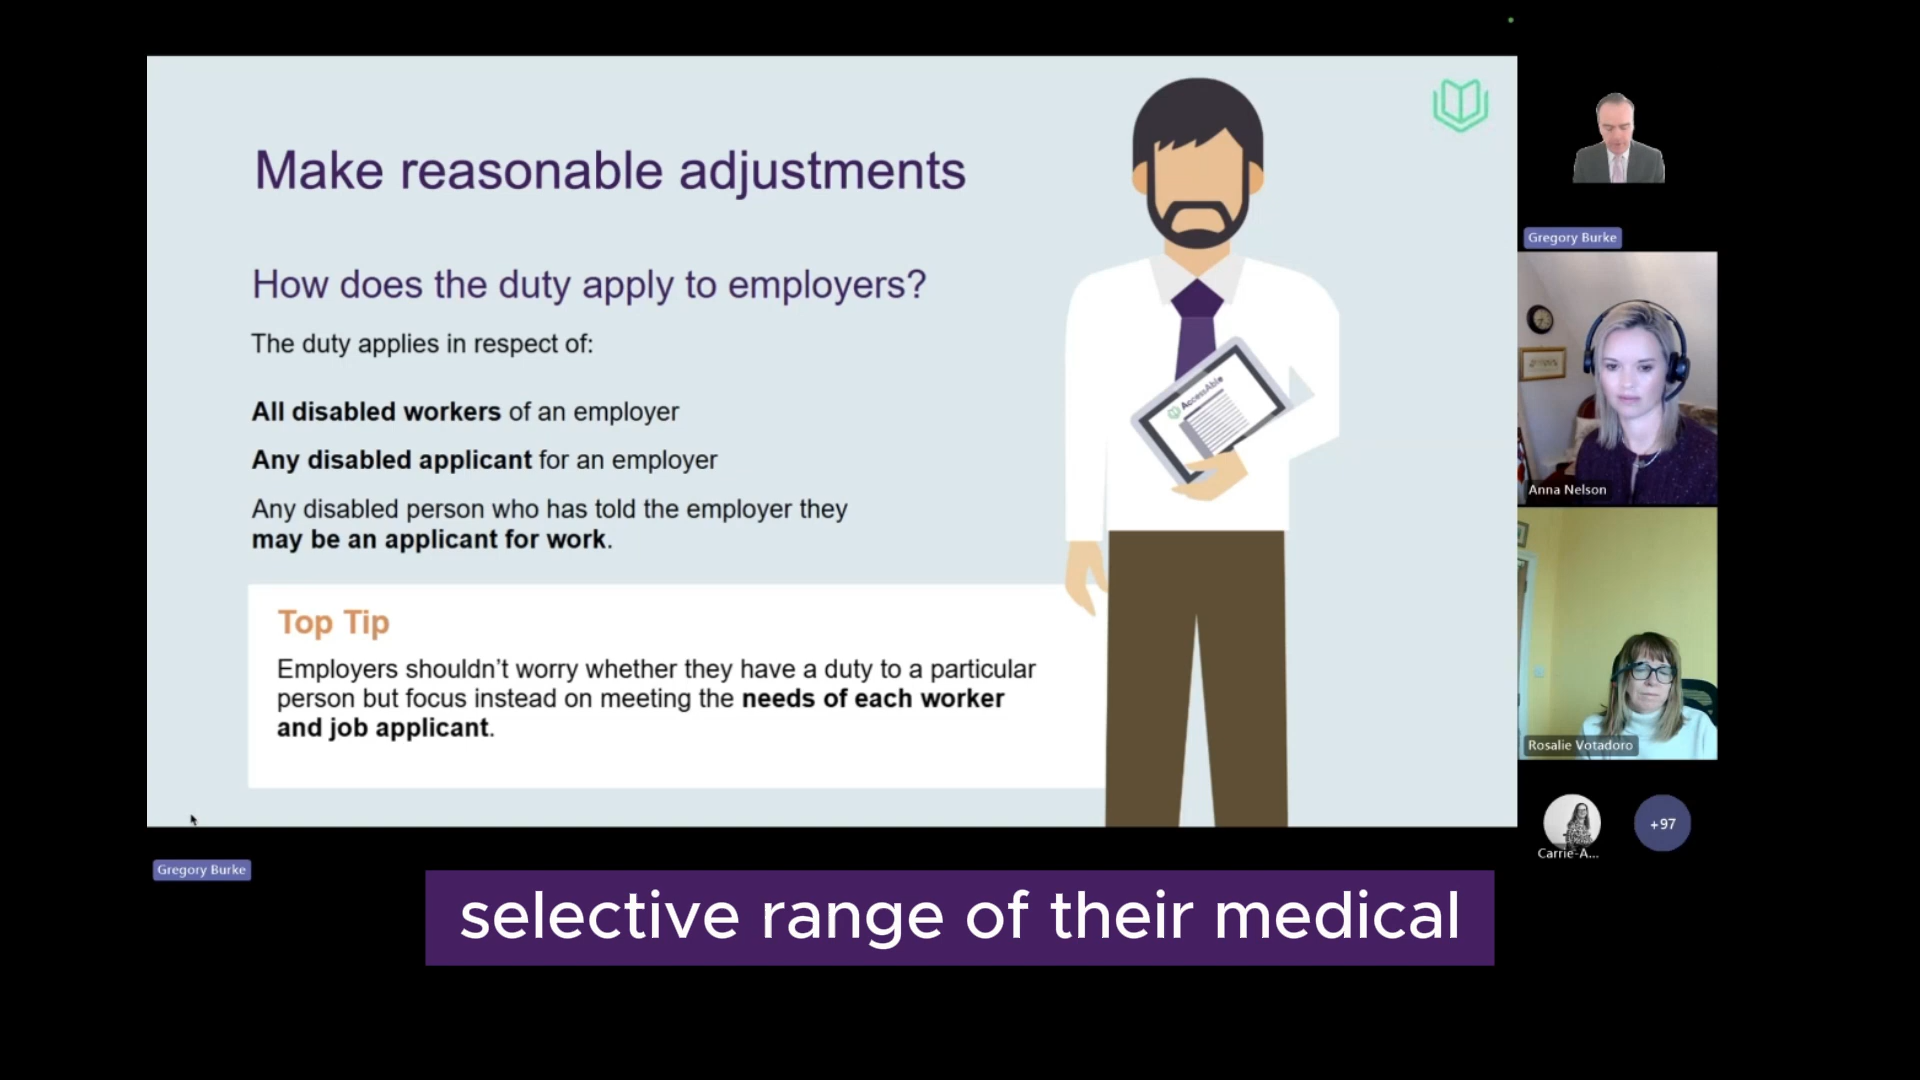 Make reasonable adjustments
How does the duty apply to employers?
The duty applies in respect of:
All disabled workers of an employer
Any disabled applicant for an employer
Any disabled person who has told the employer they
may be an applicant for work.
Top Tip
Employers shouldn't worry whether they have a duty to a particular
person but focus instead on meeting the needs of each worker
and job applicant.
AccessAble
Gregory Burke
Anna Nelson
Rosalie Votadoro
Carrie-A...
+97
Gregory Burke
selective range of their medical